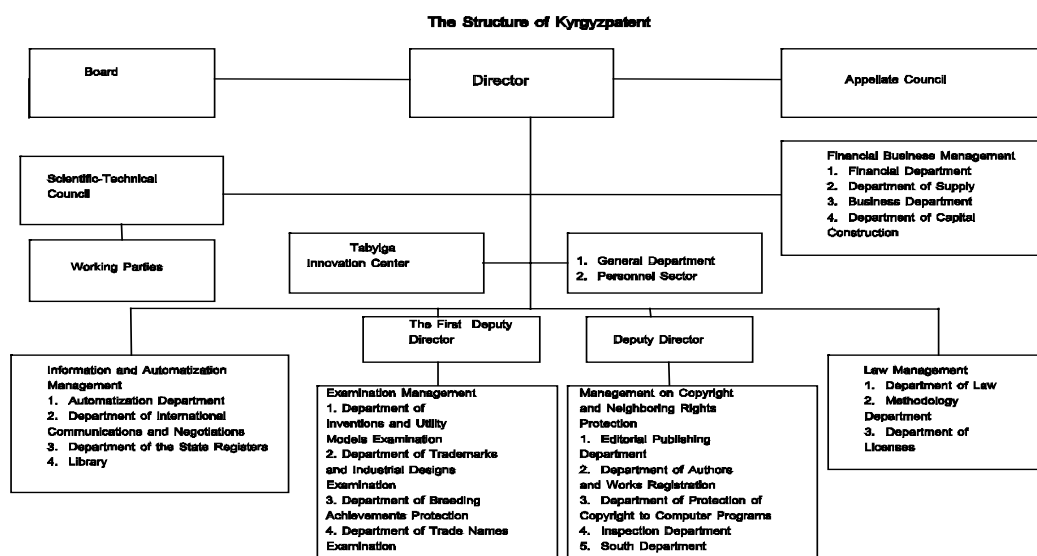 The Structure of Kyrgyzpatent
Board
Director
Appellate Council
Scientific-Technical
Council
Financial Business Management
1. Financial Department
2. Department of Supply
3. Business Department
4. Department of Capital
Construction
Working Parties
Tabylga
Innovation Center
1. General Department
2. Personnel Sector
The First Deputy
Director
Deputy Director
Information and Automatization
Management
1. Automatization Department
2. Department of International
Communications and Negotiations
3. Department of the State Registers
4. Library
Examination Management
1. Department of
Inventions and Utility
Models Examination
2. Department of Trademarks
and Industrial Designs
Examination
3. Department of Breeding
Achievements Protection
4. Department of Trade Names
Examination
Management on Copyright
and Neighboring Rights
Protection
1. Editorial Publishing
Department
2. Department of Authors
and Works Registration
3. Department of Protection of
Copyright to Computer Programs
4. Inspection Department
5. South Department
Law Management
1. Department of Law
2. Methodology
Department
3. Department of
Licenses